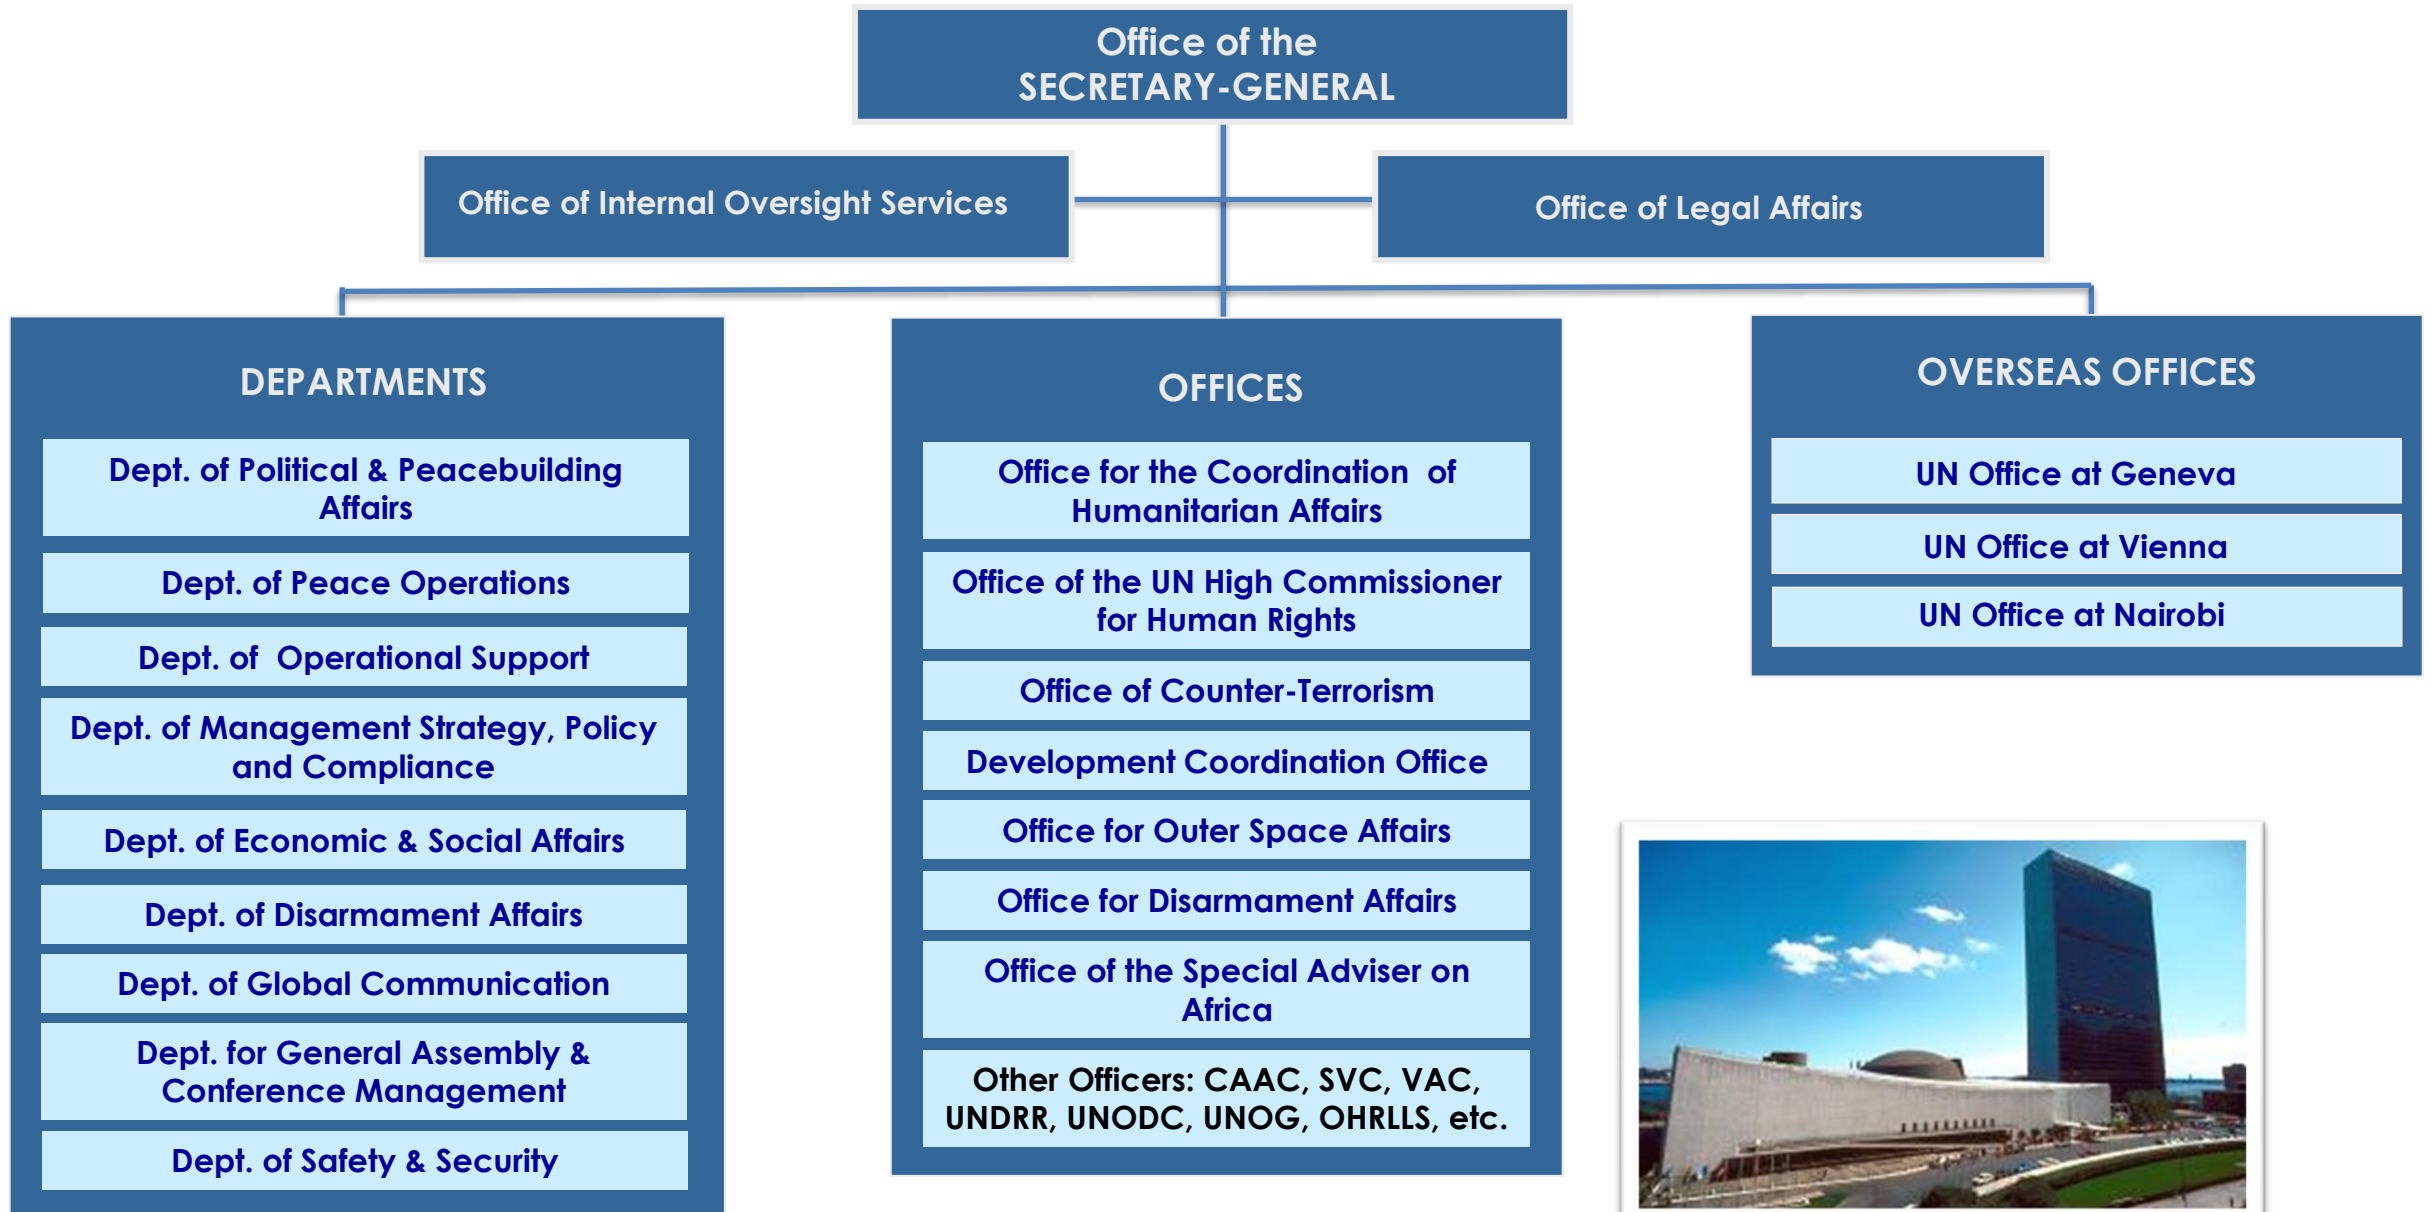 Office of the
SECRETARY-GENERAL
Office of Internal Oversight Services
Office of Legal Affairs
DEPARTMENTS
Dept. of Political & Peacebuilding
Affairs
Dept. of Peace Operations
Dept. of  Operational Support
Dept. of Management Strategy, Policy
and Compliance
Dept. of Economic & Social Affairs
Dept. of Disarmament Affairs
Dept. of Global Communication
Dept. for General Assembly &
Conference Management
Dept. of Safety & Security
OFFICES
Office for the Coordination  of
Humanitarian Affairs
Office of the UN High Commissioner
for Human Rights
Office of Counter-Terrorism
Development Coordination Office
Office for Outer Space Affairs
Office for Disarmament Affairs
Office of the Special Adviser on
Africa
Other Officers: CAAC, SVC, VAC,
UNDRR, UNODC, UNOG, OHRLLS, etc.
OVERSEAS OFFICES
UN Office at Geneva
UN Office at Vienna
UN Office at Nairobi